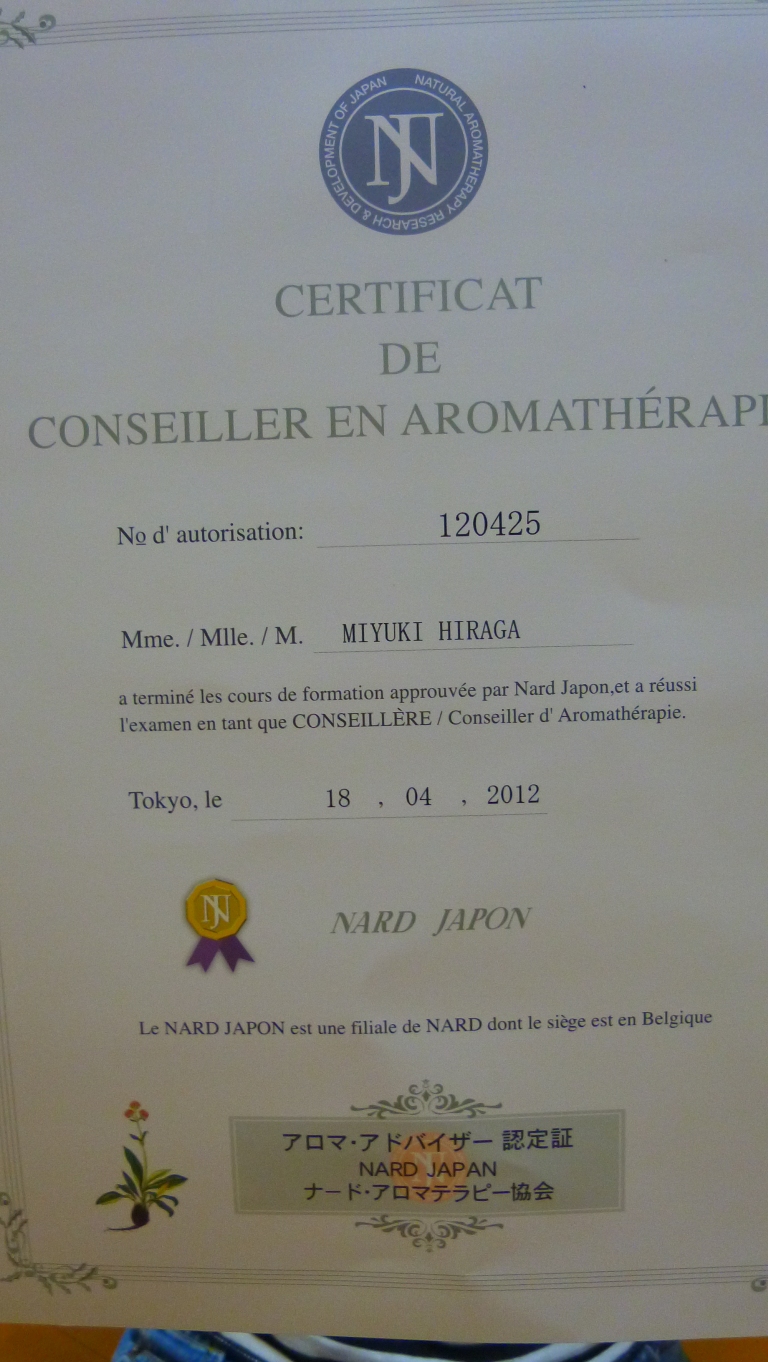 NATURAL AROMATHERAPY RESEARCH & DEVELOPMENT OF JAPAN
NJ
CERTIFICAT
DE
CONSEILLER EN AROMATHÉRAPI
No d' autorisation: 120425
Mme. / Mlle. / M. MIYUKI HIRAGA
a terminé les cours de formation approuvée par Nard Japon,et a réussi
l'examen en tant que CONSEILLÈRE / Conseiller d' Aromathérapie.
Tokyo, le 18 , 04 , 2012
NJ
NARD JAPON
Le NARD JAPON est une filiale de NARD dont le siège est en Belgique
アロマ・アドバイザー 認定証
NARD JAPAN
ナード・アロマテラピー協会